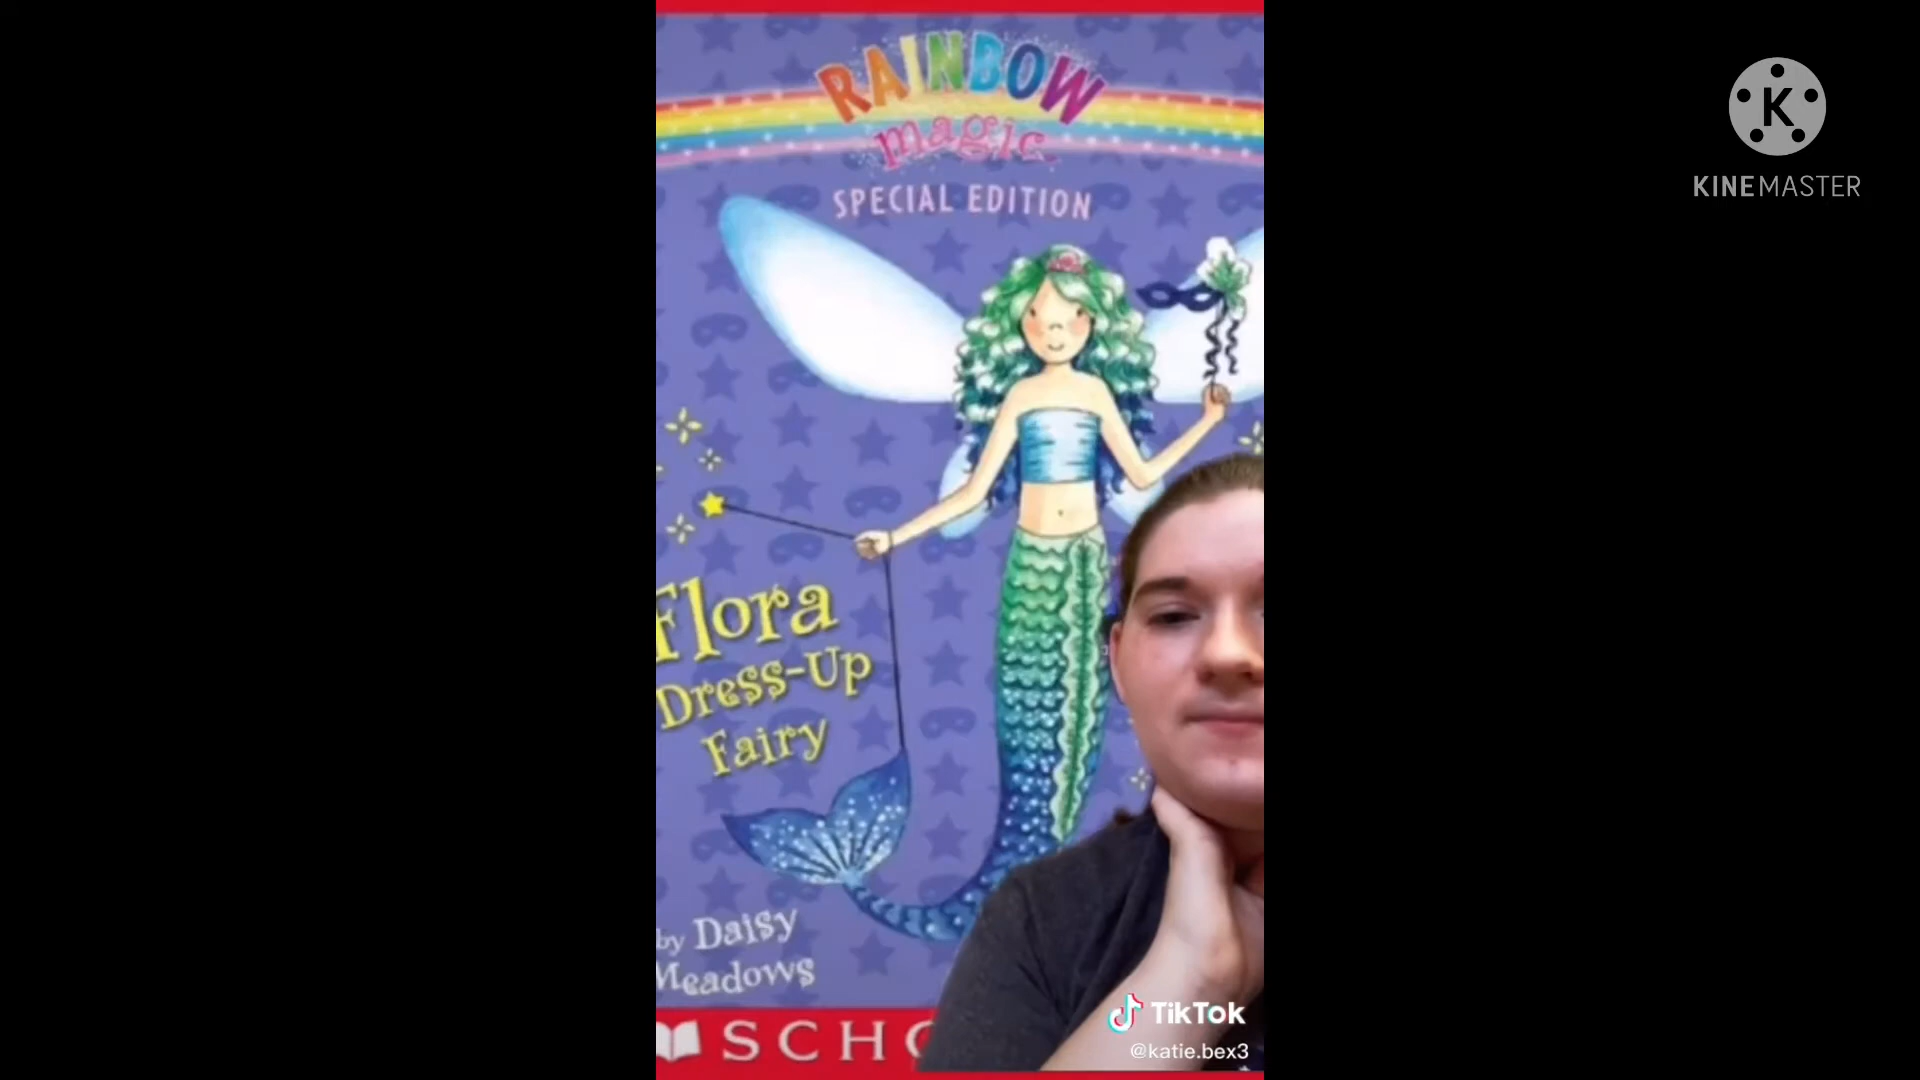 RAINBOW
magic
SPECIAL EDITION
Flora
Dress-Up
Fairy
by Daisy
Meadows
SCHO
TikTok
@katie.bex3
K
KINEMASTER